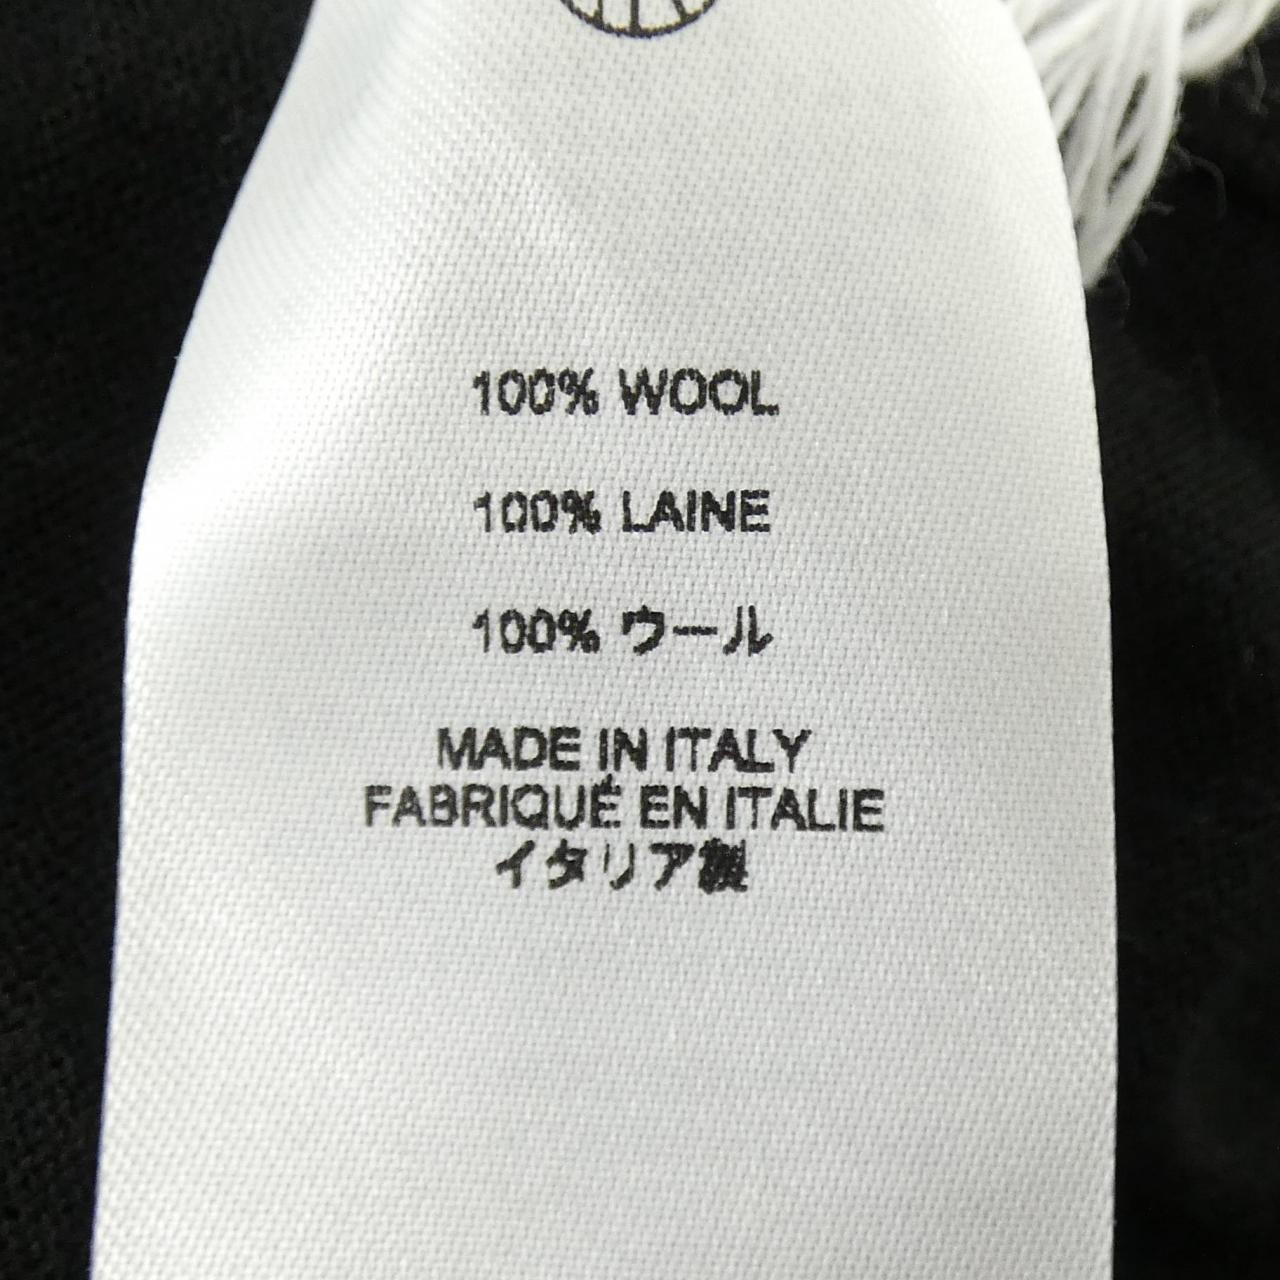 100% WOOL
100% LAINE
100% ウール
MADE IN ITALY
FABRIQUÉ EN ITALIE
イタリア製